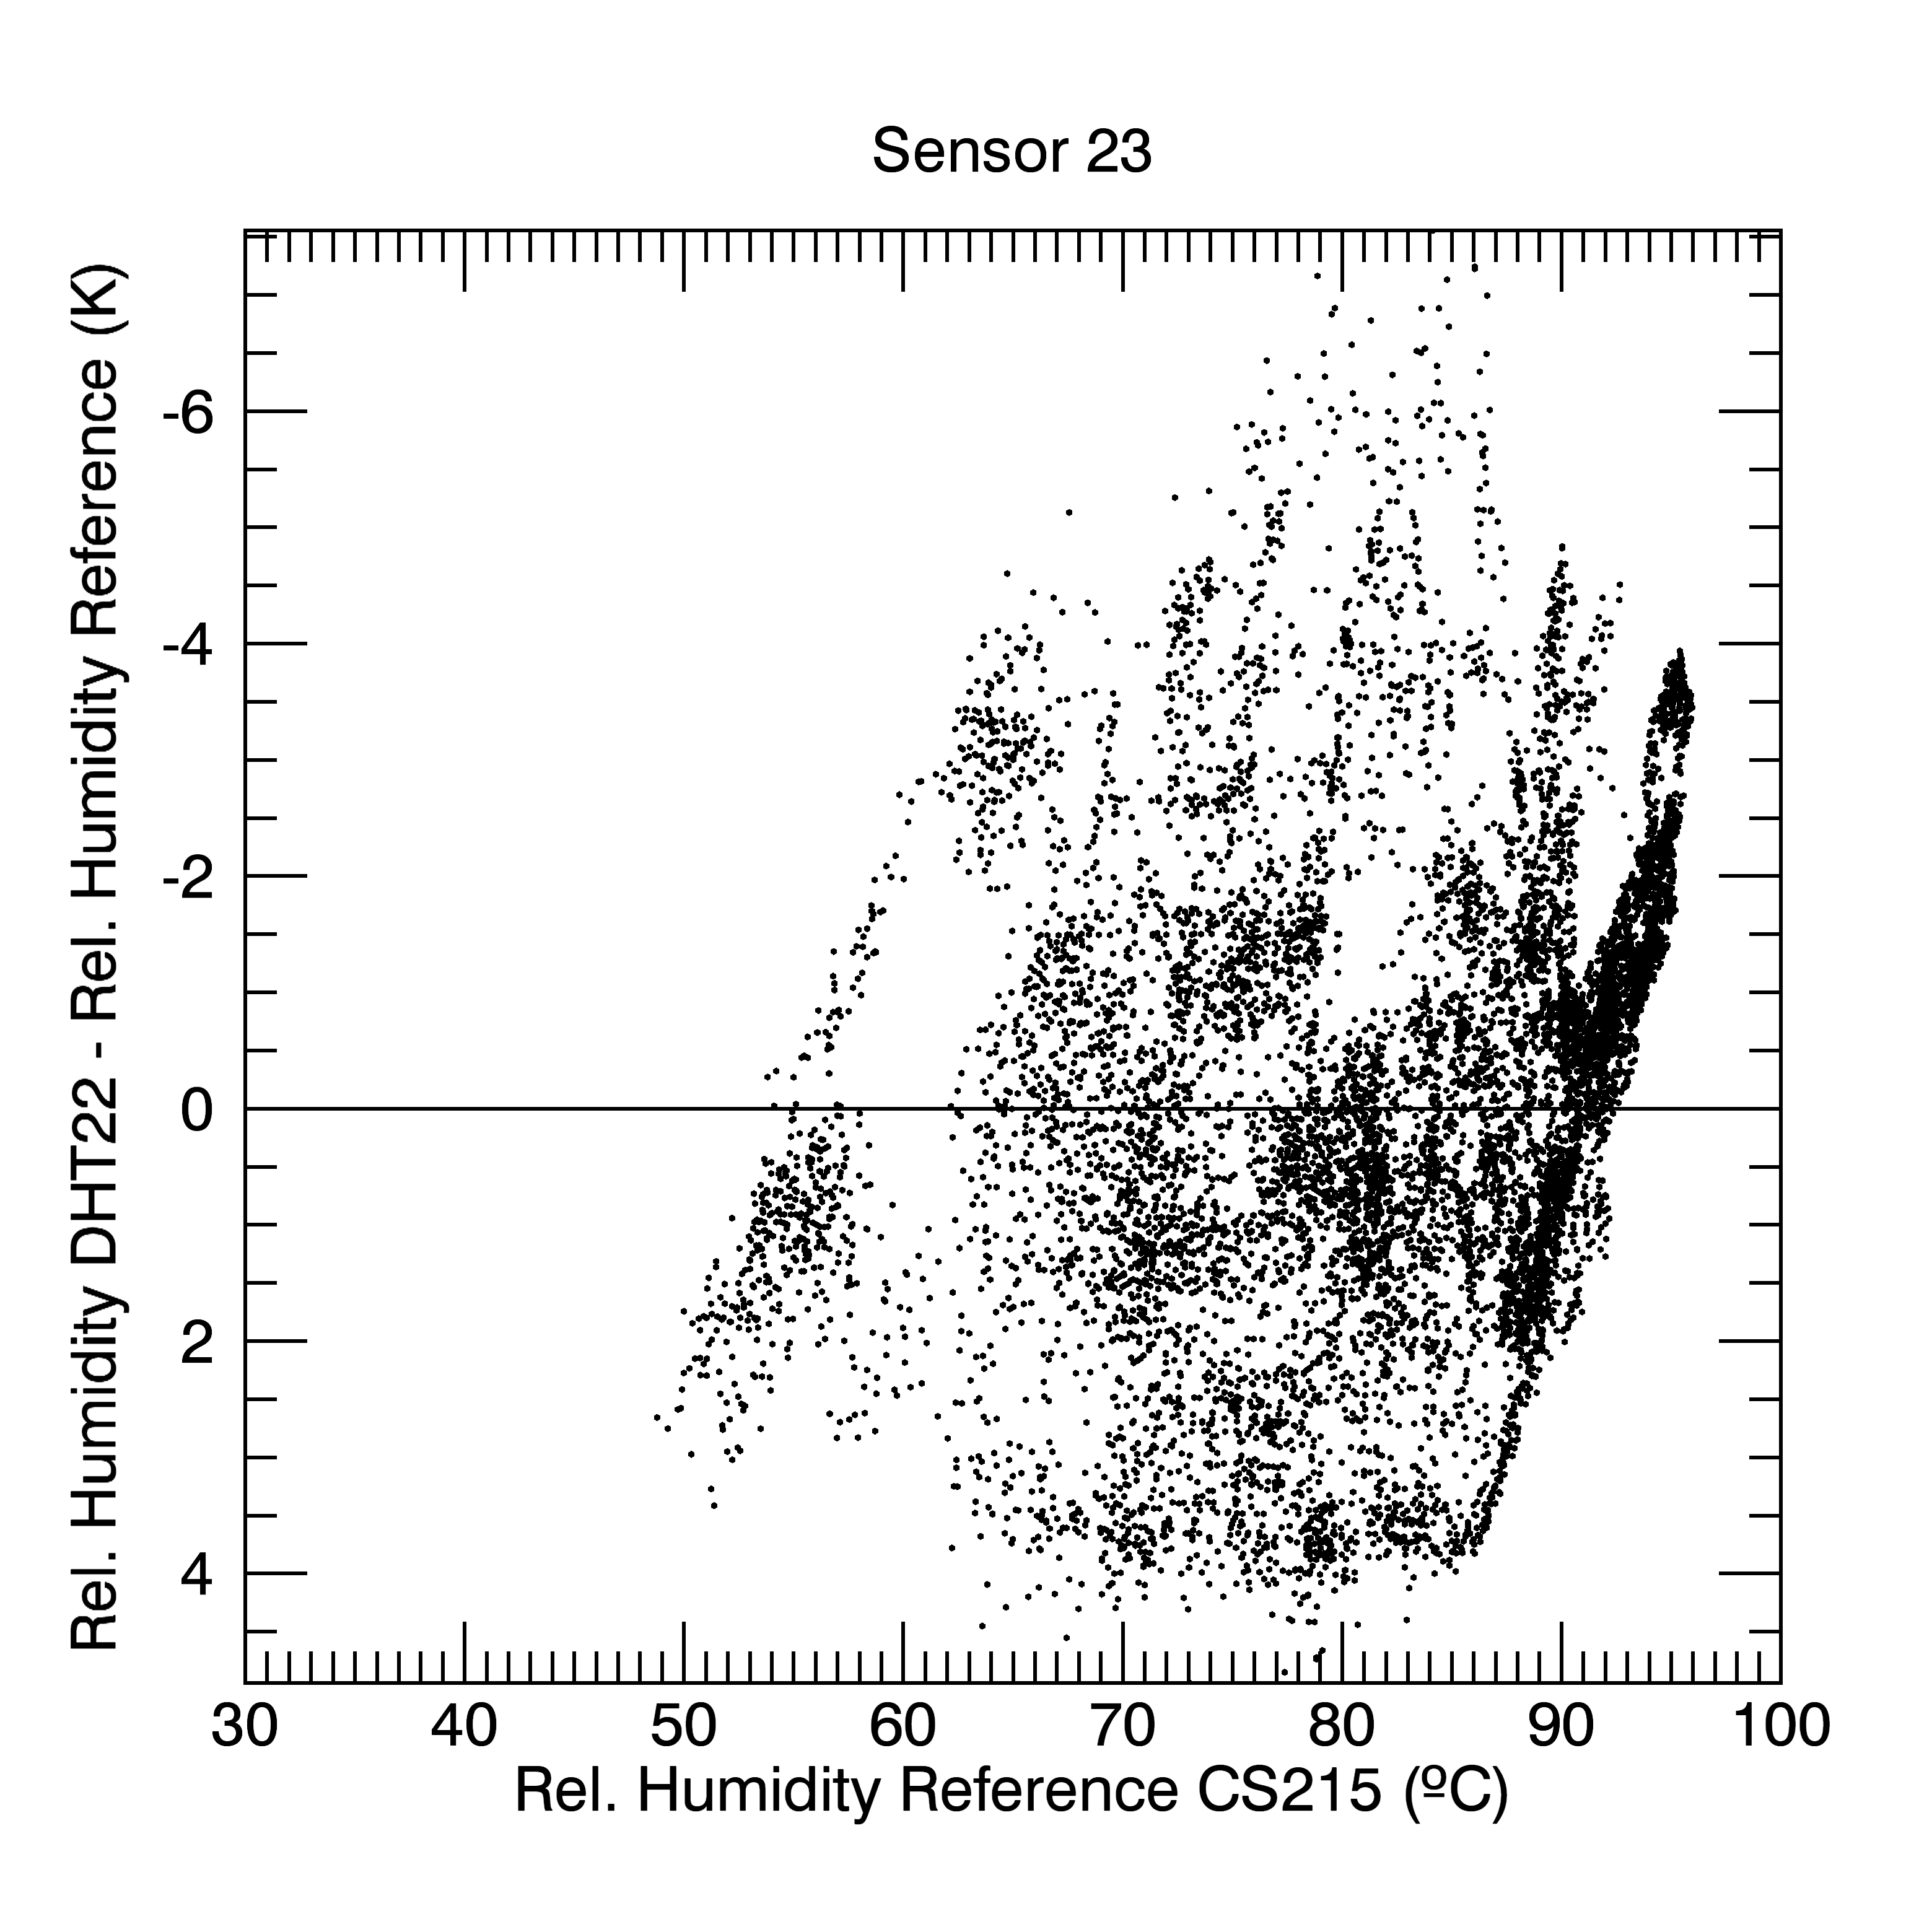 Sensor 23
Rel. Humidity DHT22 - Rel. Humidity Reference (K)
-6
-4
-2
0
2
4
30 40 50 60 70 80 90 100
Rel. Humidity Reference CS215 (ºC)